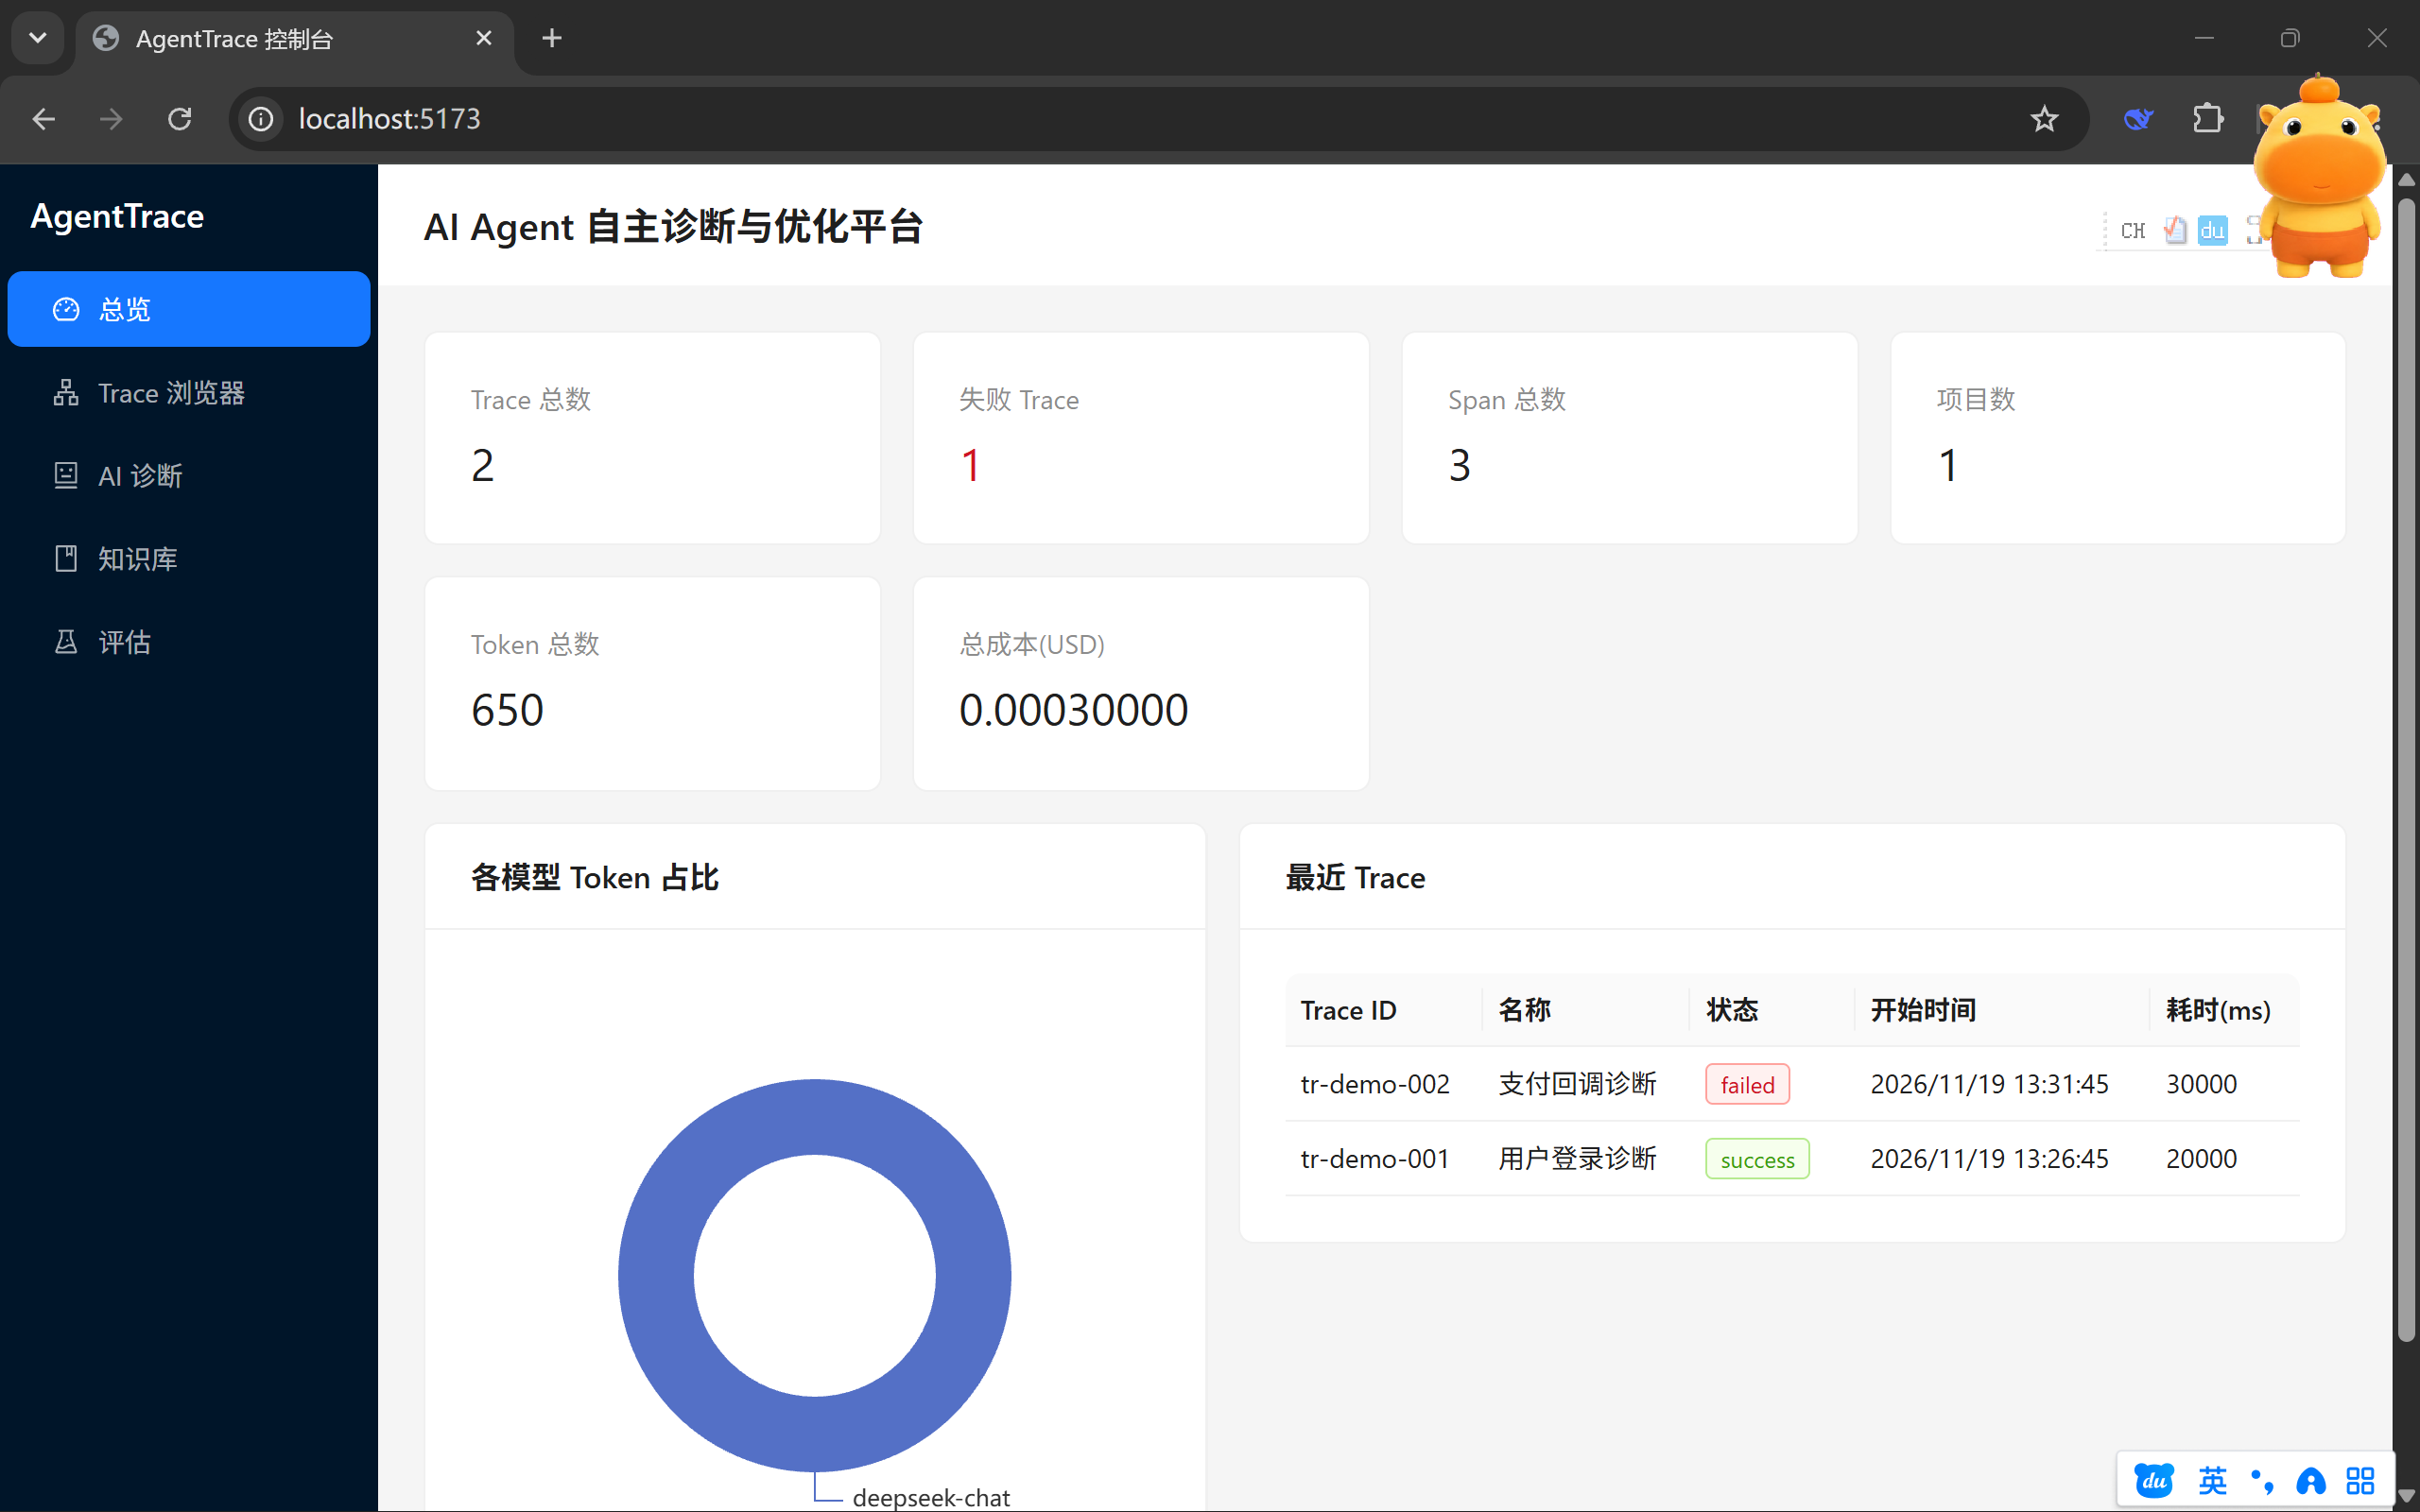 AgentTrace 控制台
localhost:5173
AgentTrace
总览
Trace 浏览器
AI 诊断
知识库
评估
AI Agent 自主诊断与优化平台
CH du
Trace 总数
2
失败 Trace
1
Span 总数
3
项目数
1
Token 总数
650
总成本(USD)
0.00030000
各模型 Token 占比
deepseek-chat
最近 Trace
Trace ID 名称 状态 开始时间 耗时(ms)
tr-demo-002 支付回调诊断 failed 2026/11/19 13:31:45 30000
tr-demo-001 用户登录诊断 success 2026/11/19 13:26:45 20000
du 英